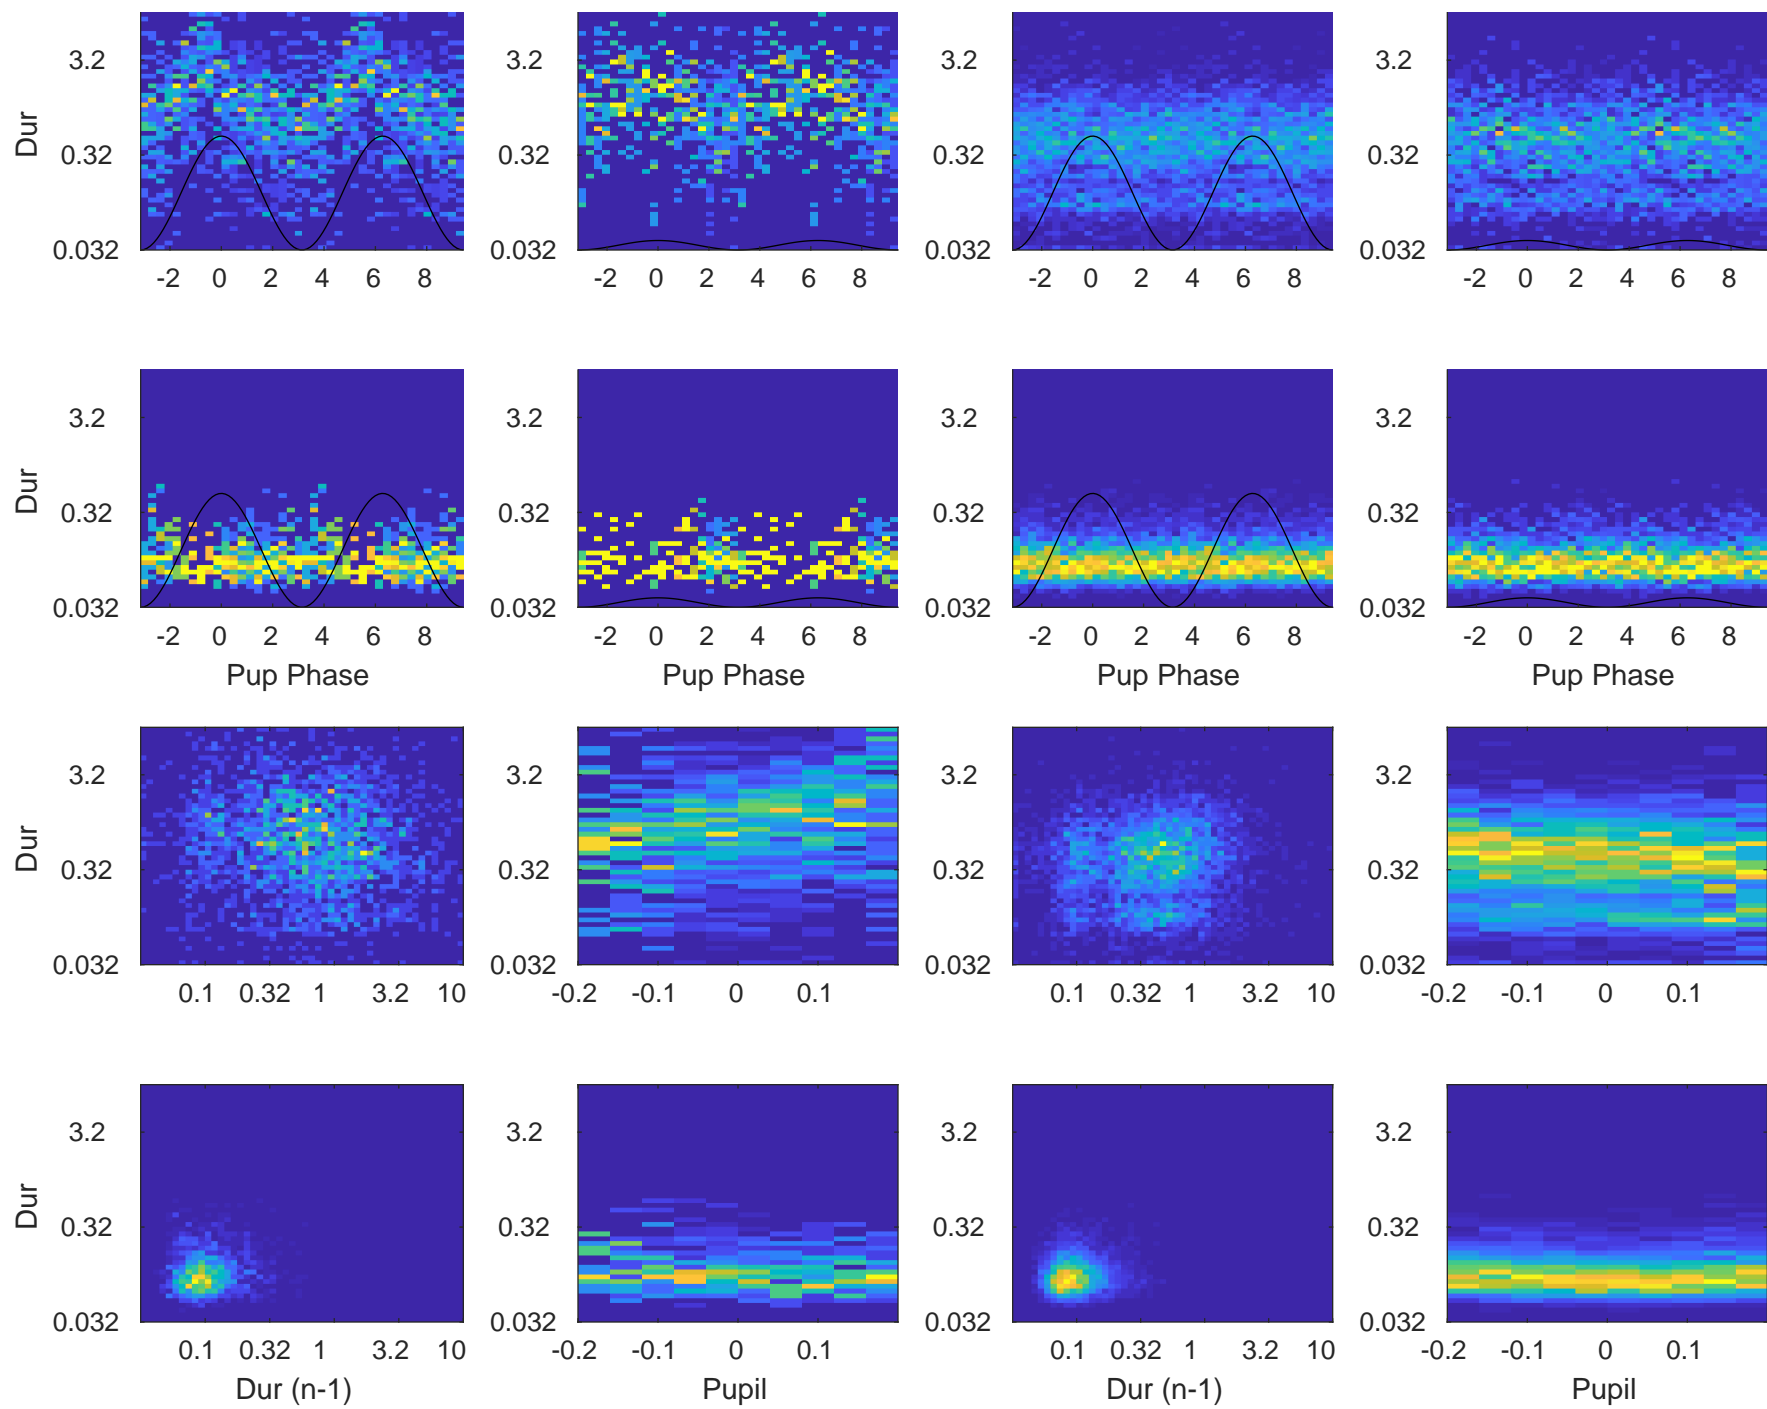 3.2 3.2 3.2 3.2
Dur
0.32 0.32 0.32 0.32
0.032 0.032 0.032 0.032
-2 0 2 4 6 8 -2 0 2 4 6 8 -2 0 2 4 6 8 -2 0 2 4 6 8
3.2 3.2 3.2 3.2
Dur
0.32 0.32 0.32 0.32
0.032 0.032 0.032 0.032
-2 0 2 4 6 8 -2 0 2 4 6 8 -2 0 2 4 6 8 -2 0 2 4 6 8
Pup Phase Pup Phase Pup Phase Pup Phase
3.2 3.2 3.2 3.2
Dur
0.32 0.32 0.32 0.32
0.032 0.032 0.032 0.032
0.1 0.32 1 3.2 10 -0.2 -0.1 0 0.1 0.1 0.32 1 3.2 10 -0.2 -0.1 0 0.1
3.2 3.2 3.2 3.2
Dur
0.32 0.32 0.32 0.32
0.032 0.032 0.032 0.032
0.1 0.32 1 3.2 10 -0.2 -0.1 0 0.1 0.1 0.32 1 3.2 10 -0.2 -0.1 0 0.1
Dur (n-1) Pupil Dur (n-1) Pupil